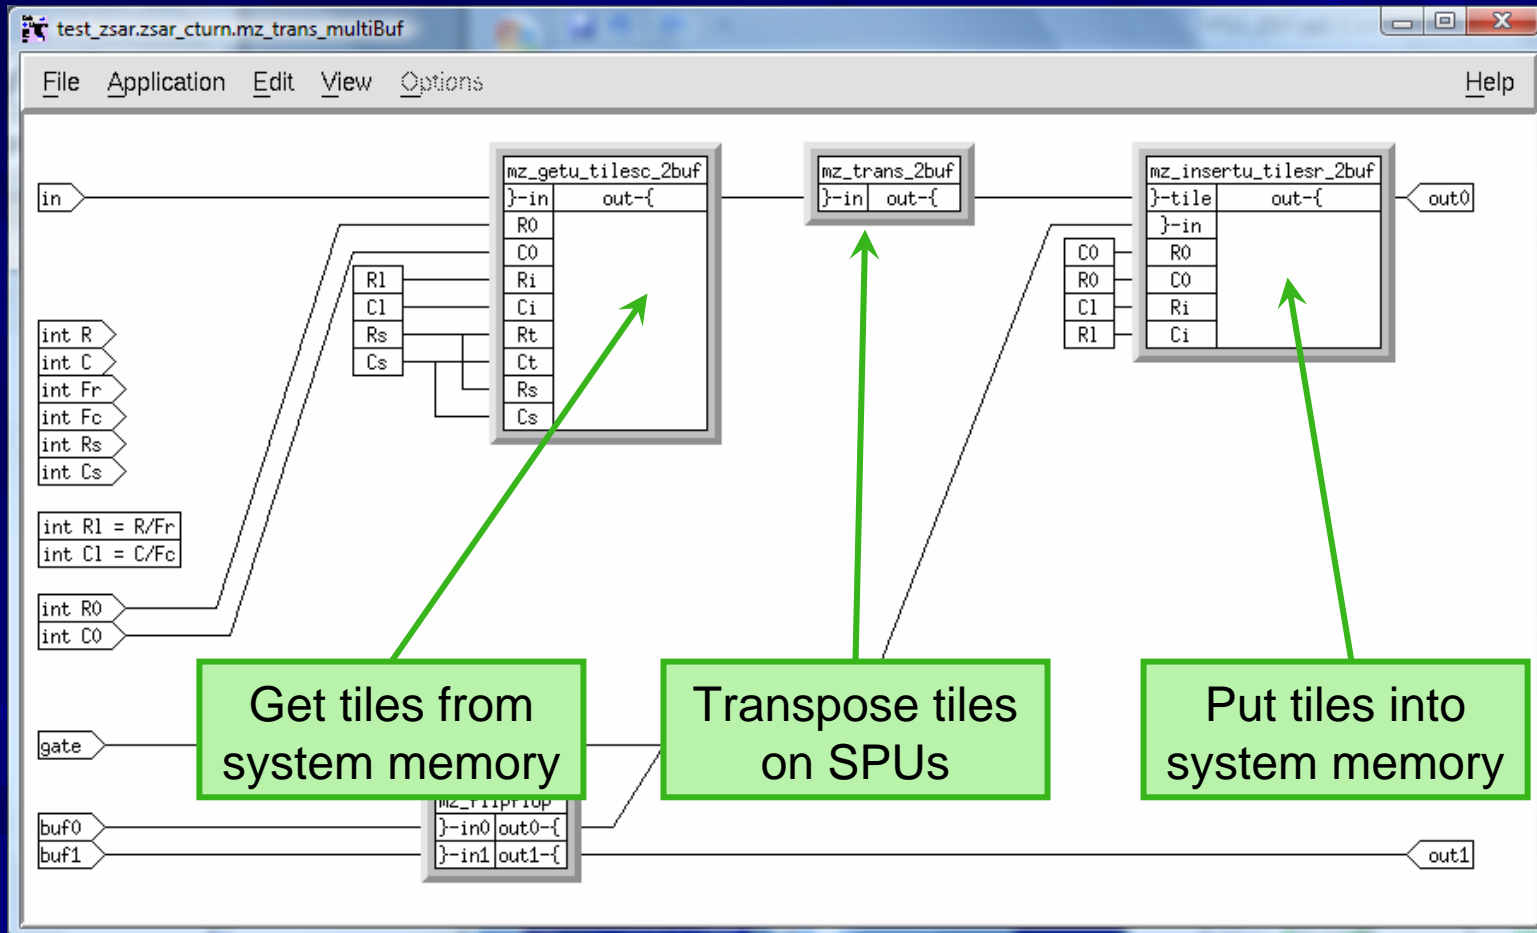 test_zsar.zsar_cturn.mz_trans_multiBuf
File Application Edit View Options Help
mz_getu_tilesc_2buf
}-in out-{
R0
C0
Ri
Ci
Rt
Ct
Rs
Cs
mz_trans_2buf
}-in out-{
mz_insertu_tilesr_2buf
}-tile out-{
}-in
R0
C0
Ri
Ci
in
out0
Rl
Cl
Rs
Cs
C0
R0
Cl
Rl
int R
int C
int Fr
int Fc
int Rs
int Cs
int Rl = R/Fr
int Cl = C/Fc
int R0
int C0
Get tiles from
system memory
Transpose tiles
on SPUs
Put tiles into
system memory
gate
mz_flipflop
}-in0 out0-{
}-in1 out1-{
buf0
buf1
out1